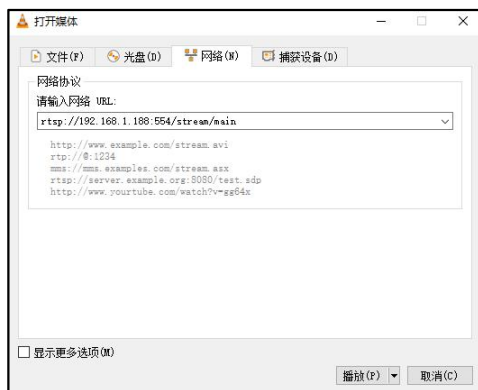 打开媒体
文件(F) 光盘(D) 网络(N) 捕获设备(D)
网络协议
请输入网络 URL:
rtsp://192.168.1.188:554/stream/main
http://www.example.com/stream.avi
rtp://@:1234
mms://mms.examples.com/stream.asx
rtsp://server.example.org:8080/test.sdp
http://www.yourtube.com/watch?v=gg64x
显示更多选项(M)
播放(P) 取消(C)